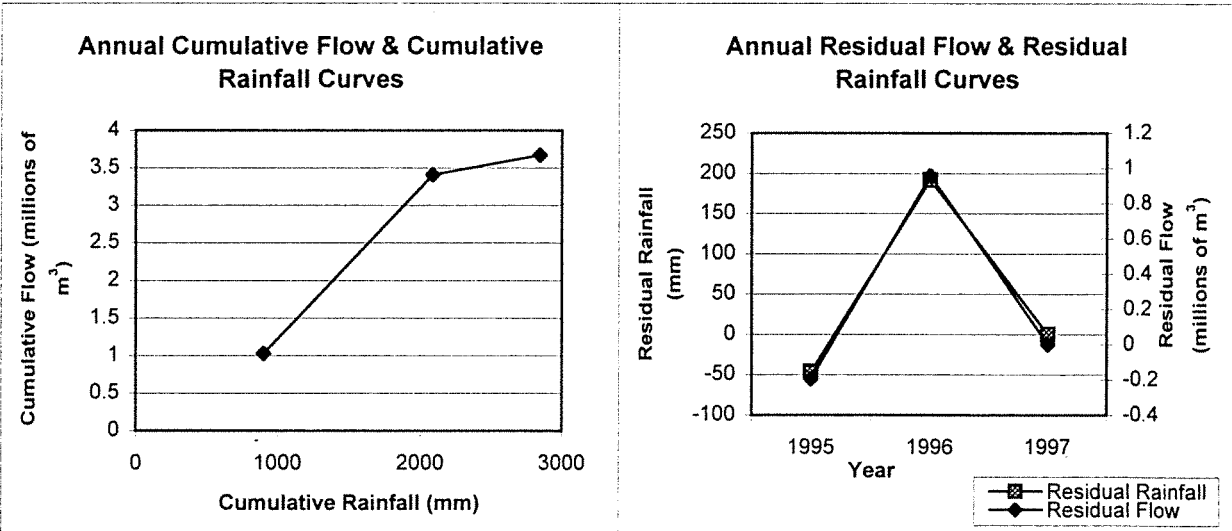 Annual Cumulative Flow & Cumulative
Rainfall Curves
Cumulative Flow (millions of
m³)
4
3.5
3
2.5
2
1.5
1
0.5
0
0
1000
2000
3000
Cumulative Rainfall (mm)
Annual Residual Flow & Residual
Rainfall Curves
Residual Rainfall
(mm)
250
200
150
100
50
0
-50
-100
1.2
1
0.8
0.6
0.4
0.2
0
-0.2
-0.4
Residual Flow
(millions of m³)
1995
1996
1997
Year
Residual Rainfall
Residual Flow